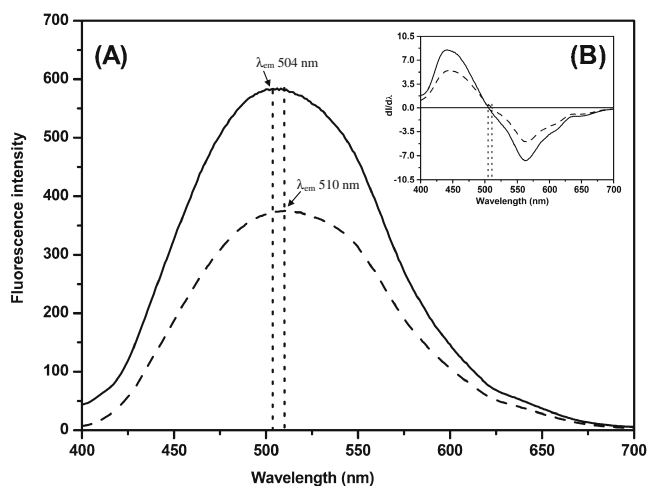 (A)
λem 504 nm
λem 510 nm
Fluorescence intensity
700
600
500
400
300
200
100
0
400 450 500 550 600 650 700
Wavelength (nm)
(B)
dI/dλ
10.5
7.0
3.5
0.0
-3.5
-7.0
-10.5
400 450 500 550 600 650 700
Wavelength (nm)